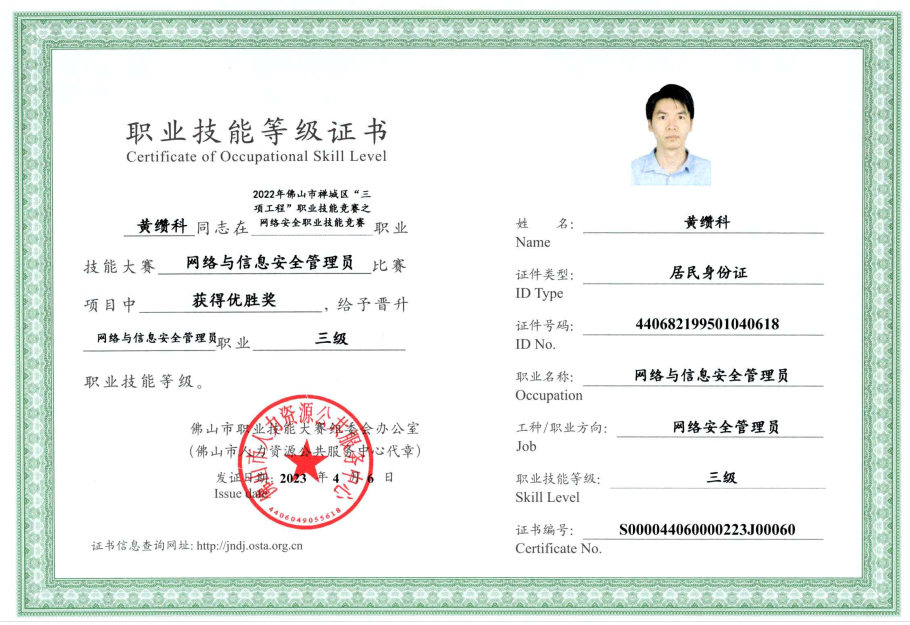 职业技能等级证书
Certificate of Occupational Skill Level
2022年佛山市禅城区“三
项工程”职业技能竞赛之
黄缵科同志在网络安全职业技能竞赛职业
技能大赛网络与信息安全管理员比赛
项目中获得优胜奖，给予晋升
网络与信息安全管理员职业三级
职业技能等级。
佛山市职业技能大赛组委会办公室
（佛山市人力资源公共服务中心代章）
发证日期: 2023 年 4 月 6 日
Issue date
佛山市人力资源公共服务中心
4406049055618
证书信息查询网址: http://jndj.osta.org.cn
姓 名: 黄缵科
Name
证件类型: 居民身份证
ID Type
证件号码: 440682199501040618
ID No.
职业名称: 网络与信息安全管理员
Occupation
工种/职业方向: 网络安全管理员
Job
职业技能等级: 三级
Skill Level
证书编号: S000044060000223J00060
Certificate No.